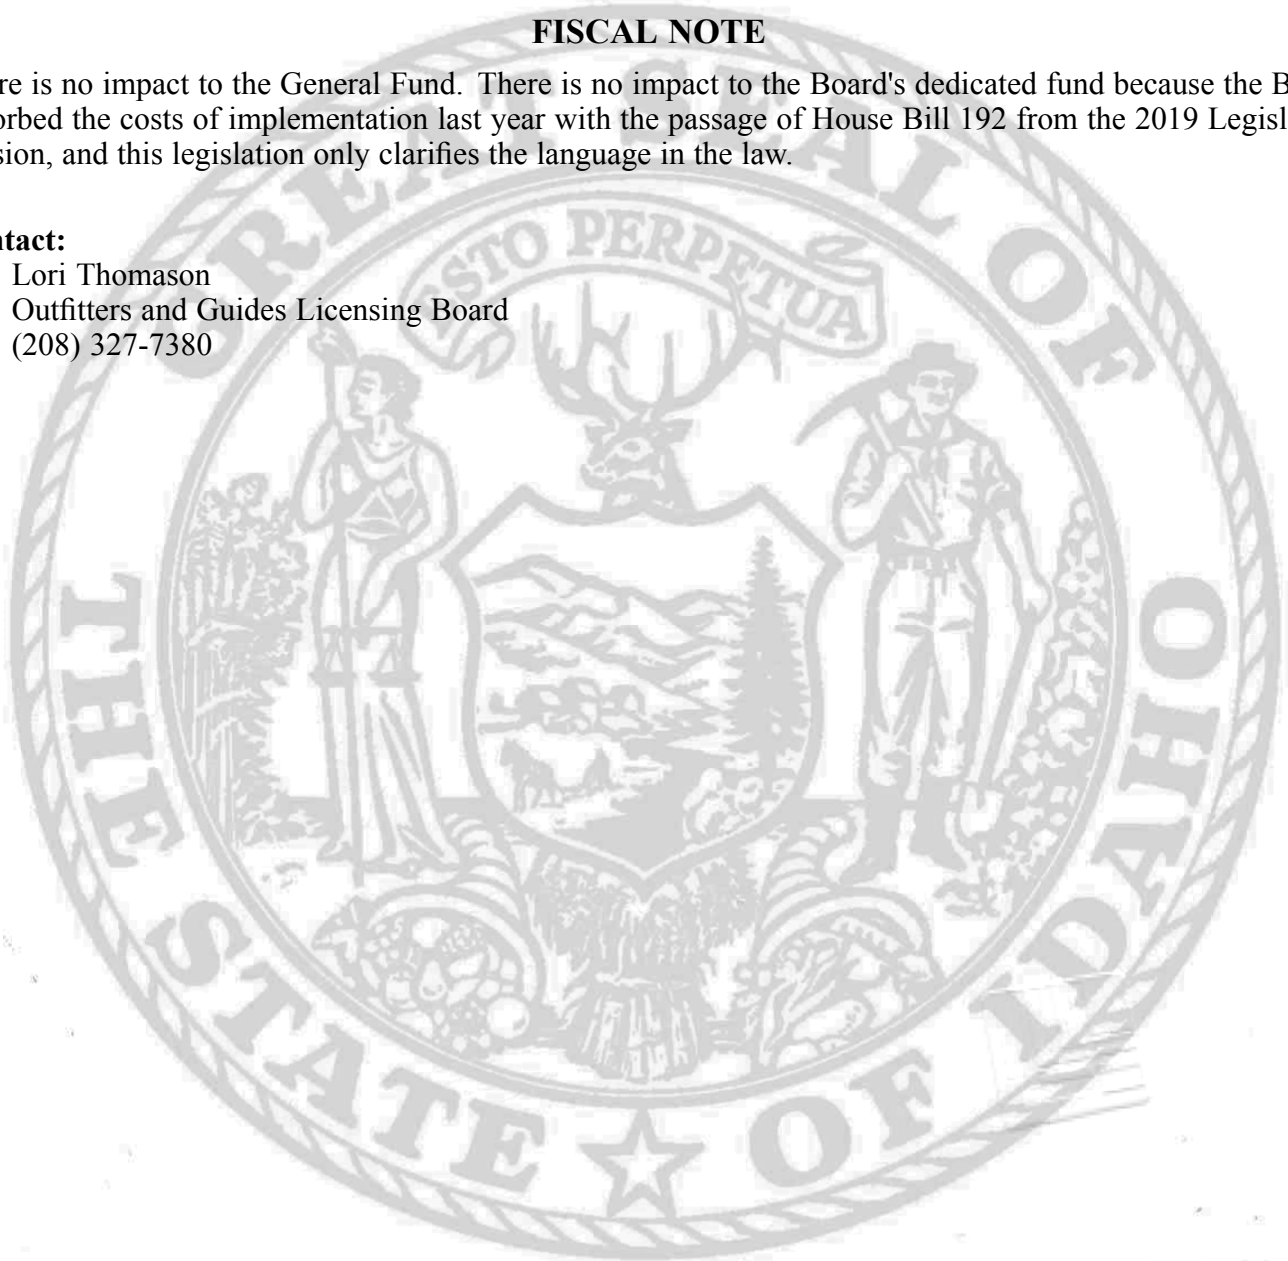 FISCAL NOTE
re is no impact to the General Fund. There is no impact to the Board's dedicated fund because the B
orbed the costs of implementation last year with the passage of House Bill 192 from the 2019 Legisl
sion, and this legislation only clarifies the language in the law.
ntact:
Lori Thomason
Outfitters and Guides Licensing Board
(208) 327-7380
GREAT SEAL OF
THE STATE OF IDAHO
ESTO PERPETUA